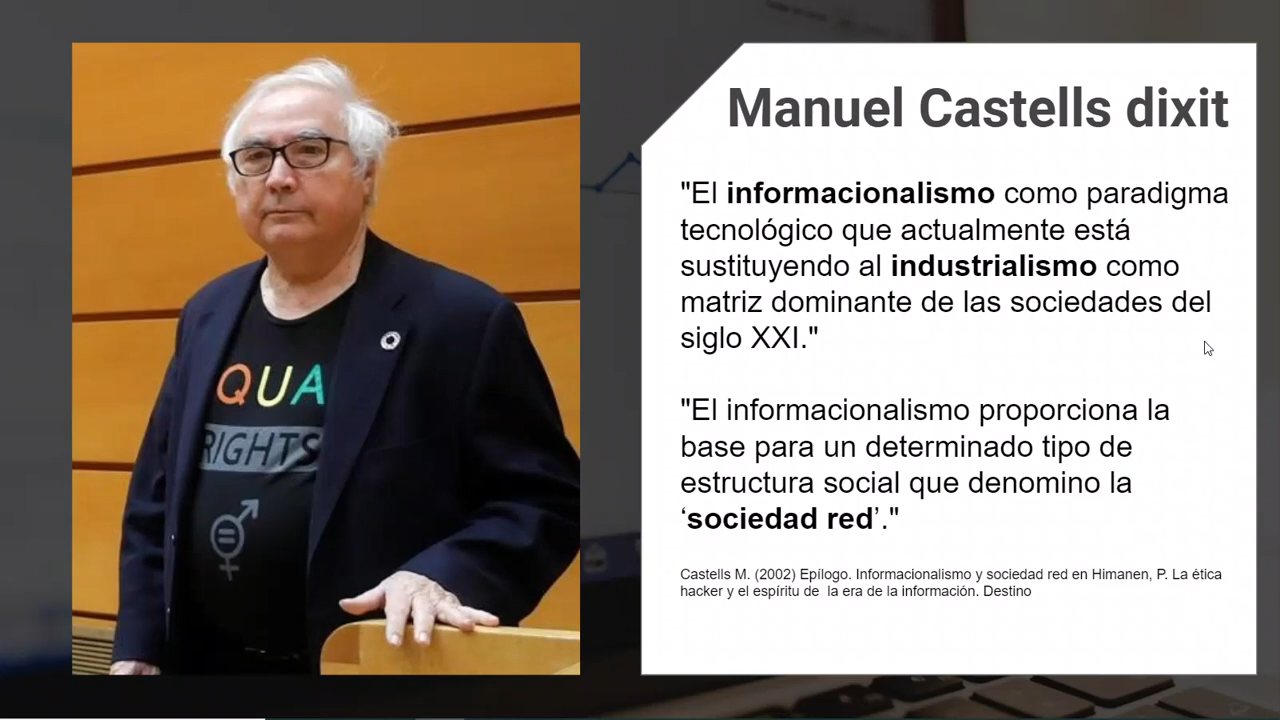 Manuel Castells dixit
"El informacionalismo como paradigma
tecnológico que actualmente está
sustituyendo al industrialismo como
matriz dominante de las sociedades del
siglo XXI."
"El informacionalismo proporciona la
base para un determinado tipo de
estructura social que denomino la
‘sociedad red’."
Castells M. (2002) Epílogo. Informacionalismo y sociedad red en Himanen, P. La ética
hacker y el espíritu de  la era de la información. Destino
QUA
RIGHTS